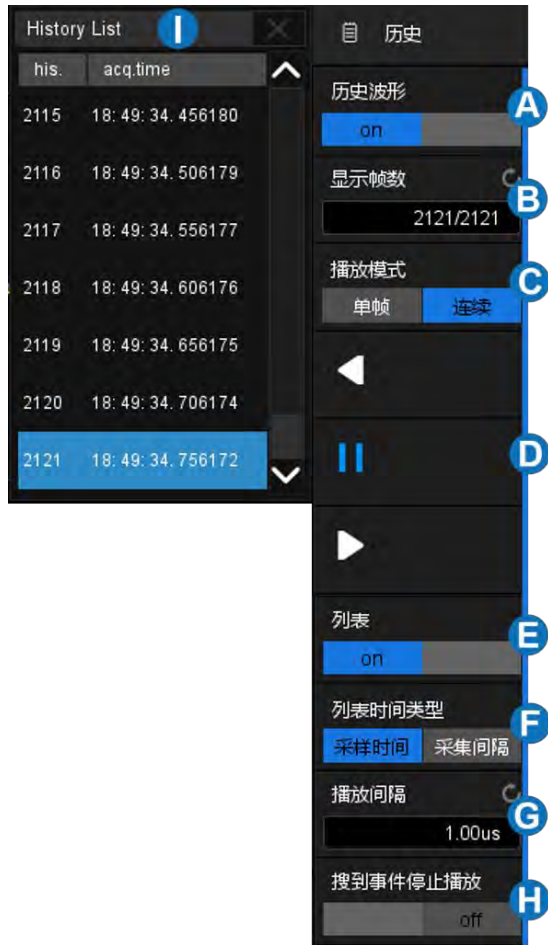 History List I
his. acq.time
2115 18: 49: 34. 456180
2116 18: 49: 34. 506179
2117 18: 49: 34. 556177
2118 18: 49: 34. 606176
2119 18: 49: 34. 656175
2120 18: 49: 34. 706174
2121 18: 49: 34. 756172
历史
历史波形 A
on
显示帧数 B
2121/2121
播放模式 C
单帧 连续
D
列表 E
on
列表时间类型 F
采样时间 采集间隔
播放间隔 G
1.00us
搜到事件停止播放 H
off